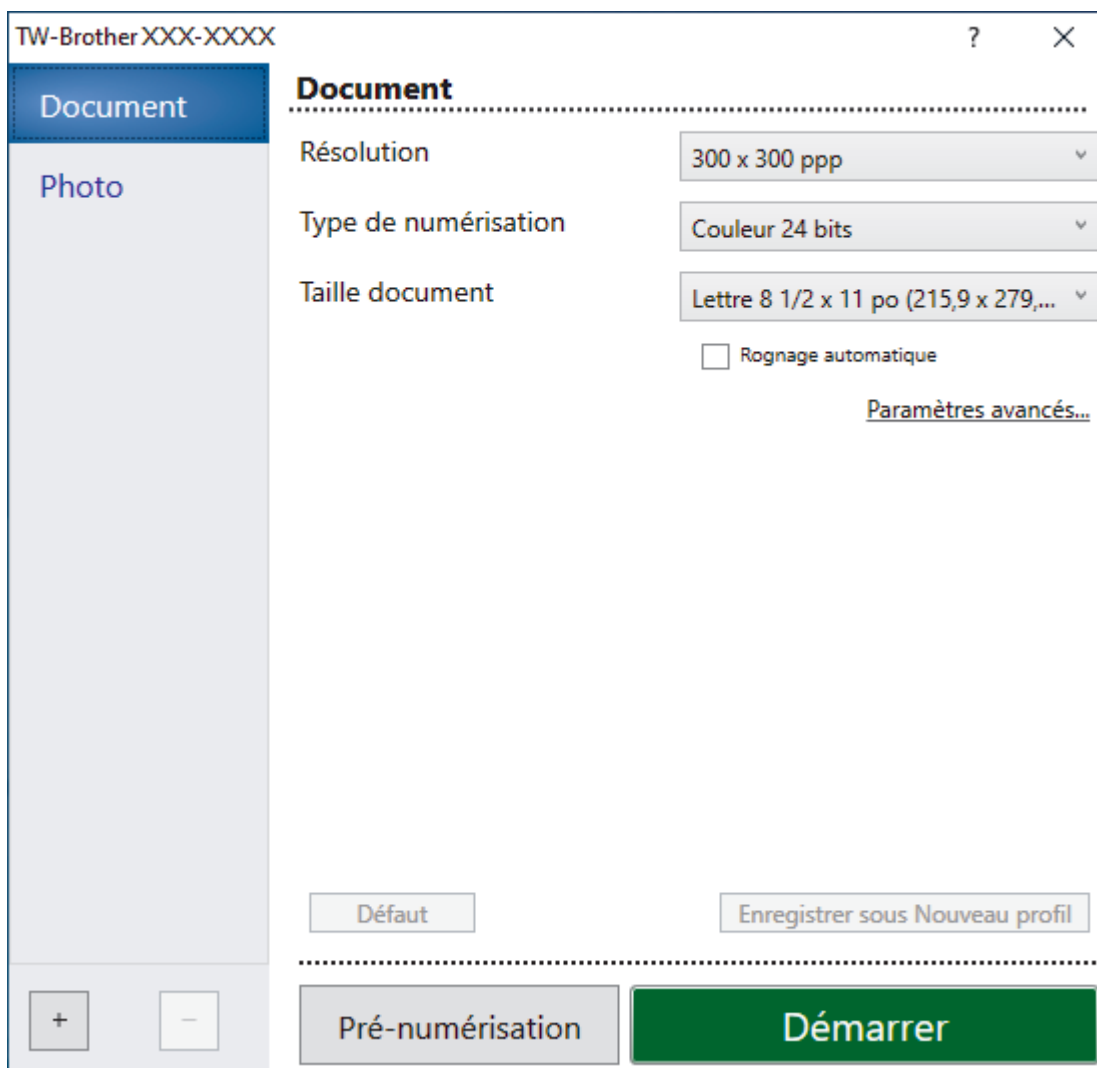 TW-Brother XXX-XXXX ? ×
Document
Photo
Document
Résolution 300 x 300 ppp
Type de numérisation Couleur 24 bits
Taille document Lettre 8 1/2 x 11 po (215,9 x 279,...
Rognage automatique
Paramètres avancés...
Défaut Enregistrer sous Nouveau profil
+ − Pré-numérisation Démarrer